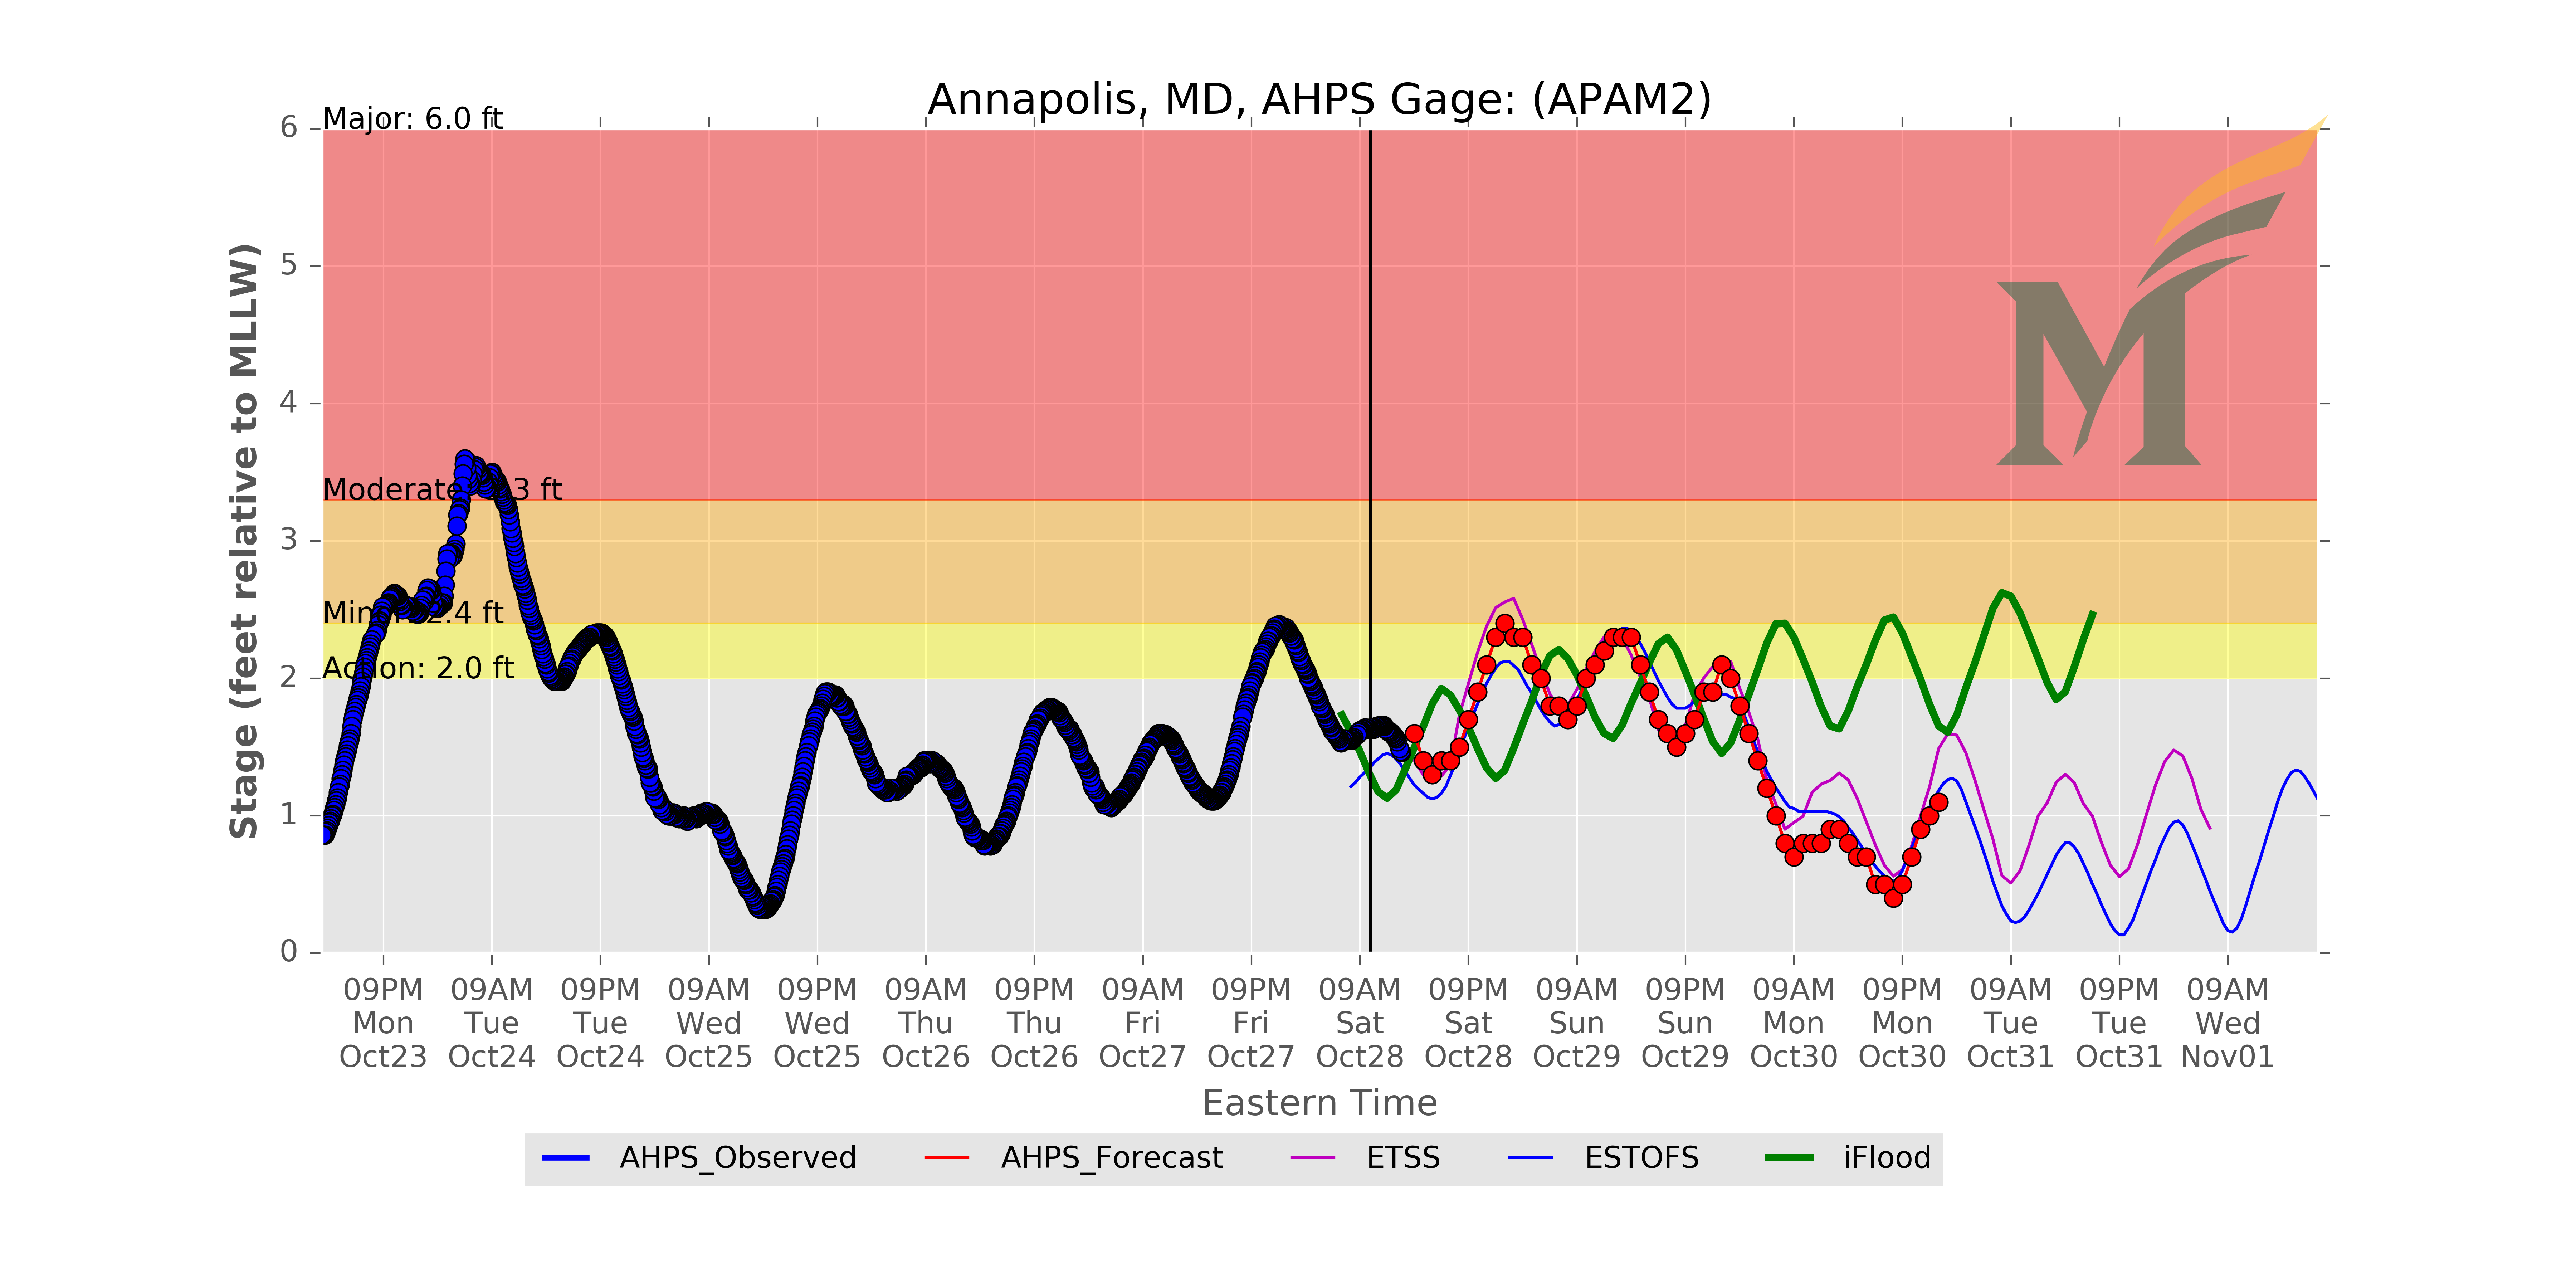 Annapolis, MD, AHPS Gage: (APAM2)
Major: 6.0 ft
Moderate 3 ft
Min 2.4 ft
Action: 2.0 ft
Stage (feet relative to MLLW)
6
5
4
3
2
1
0
09PM 09AM 09PM 09AM 09PM 09AM 09PM 09AM 09PM 09AM 09PM 09AM 09PM 09AM 09PM 09AM 09PM 09AM
Mon Tue Tue Wed Wed Thu Thu Fri Fri Sat Sat Sun Sun Mon Mon Tue Tue Wed
Oct23 Oct24 Oct24 Oct25 Oct25 Oct26 Oct26 Oct27 Oct27 Oct28 Oct28 Oct29 Oct29 Oct30 Oct30 Oct31 Oct31 Nov01
Eastern Time
AHPS_Observed AHPS_Forecast ETSS ESTOFS iFlood